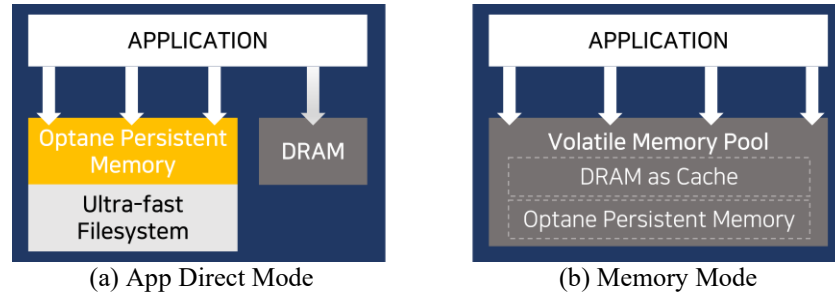 APPLICATION
Optane Persistent
Memory
DRAM
Ultra-fast
Filesystem
(a) App Direct Mode
APPLICATION
Volatile Memory Pool
DRAM as Cache
Optane Persistent Memory
(b) Memory Mode